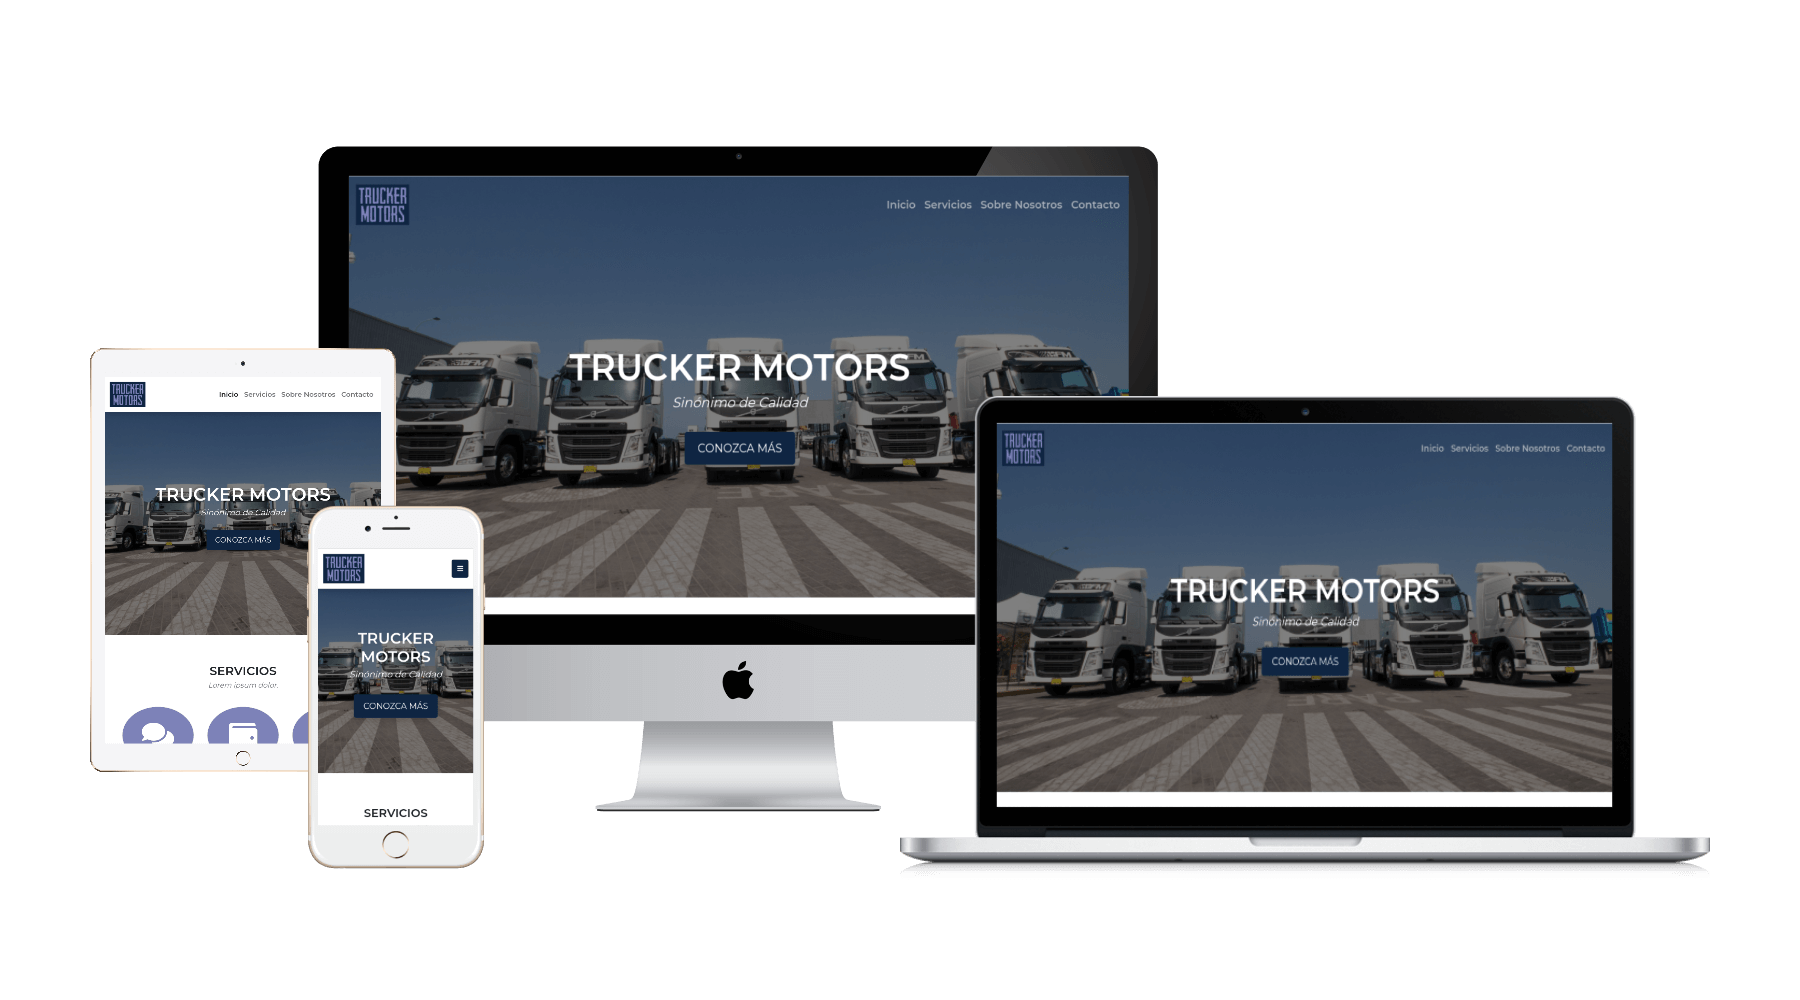 TRUCKER
MOTORS
Inicio Servicios Sobre Nosotros Contacto
TRUCKER MOTORS
Sinónimo de Calidad
CONOZCA MÁS
TRUCKER
MOTORS
Inicio Servicios Sobre Nosotros Contacto
TRUCKER MOTORS
Sinónimo de Calidad
CONOZCA MÁS
SERVICIOS
Lorem ipsum dolor.
TRUCKER
MOTORS
TRUCKER
MOTORS
Sinónimo de Calidad
CONOZCA MÁS
SERVICIOS
TRUCKER
MOTORS
Inicio Servicios Sobre Nosotros Contacto
TRUCKER MOTORS
Sinónimo de Calidad
CONOZCA MÁS